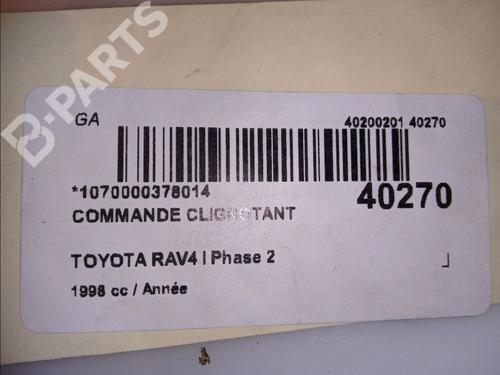 B-PARTS
GA
40200201 40270
*1070000378014
40270
COMMANDE CLIGNOTANT
TOYOTA RAV4 I Phase 2
1998 cc / Année